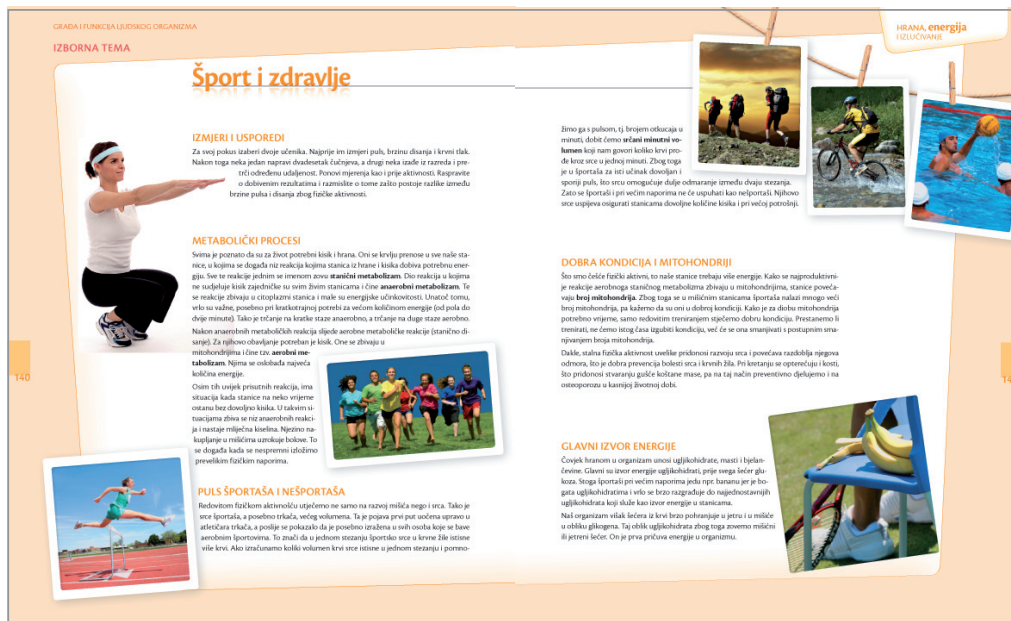 GRAĐA I FUNKCIJA LJUDSKOG ORGANIZMA
IZBORNA TEMA
Šport i zdravlje
IZMJERI I USPOREDI
Za svoj pokus izaberi dvoje učenika. Najprije im izmjeri puls, brzinu disanja i krvni tlak.
Nakon toga neka jedan napravi dvadesetak čučnjeva, a drugi neka izađe iz razreda i pre-
trči određenu udaljenost. Ponovi mjerenja kao i prije aktivnosti. Raspravite
o dobivenim rezultatima i razmislite o tome zašto postoje razlike između
brzine pulsa i disanja zbog fizičke aktivnosti.
METABOLIČKI PROCESI
Svima je poznato da su za život potrebni kisik i hrana. Oni se krvlju prenose u sve naše sta-
nice, u kojima se događa niz reakcija kojima stanica iz hrane i kisika dobiva potrebnu ener-
giju. Sve te reakcije jednim se imenom zovu stanični metabolizam. Dio reakcija u kojima
ne sudjeluje kisik zajedničke su svim živim stanicama i čine anaerobni metabolizam. Te
se reakcije zbivaju u citoplazmi stanica i male su energijske učinkovitosti. Unatoč tomu,
vrlo su važne, posebno pri kratkotrajnoj potrebi za većom količinom energije (od pola do
dvije minute). Tako je trčanje na kratke staze anaerobno, a trčanje na duge staze aerobno.
Nakon anaerobnih metaboličkih reakcija slijede aerobne metaboličke reakcije (stanično di-
sanje). Za njihovo obavljanje potreban je kisik. One se zbivaju u
mitohondrijima i čine tzv. aerobni me-
tabolizam. Njima se oslobađa najveća
količina energije.
Osim tih uvijek prisutnih reakcija, ima
situacija kada stanice na neko vrijeme
ostanu bez dovoljno kisika. U takvim si-
tuacijama zbiva se niz anaerobnih reakci-
ja i nastaje mliječna kiselina. Njezino na-
kupljanje u mišićima uzrokuje bolove. To
se događa kada se nespremni izložimo
prevelikim fizičkim naporima.
PULS ŠPORTAŠA I NEŠPORTAŠA
Redovitom fizičkom aktivnošću utječemo ne samo na razvoj mišića nego i srca. Tako je
srce športaša, a posebno trkača, većeg volumena. Ta je pojava prvi put uočena upravo u
atletičara trkača, a poslije se pokazalo da je posebno izražena u svih osoba koje se bave
aerobnim športovima. To znači da u jednom stezanju športsko srce u krvne žile istisne
više krvi. Ako izračunamo koliki volumen krvi srce istisne u jednom stezanju i pomno-
140
HRANA, energija
I IZLUČIVANJE
žimo ga s pulsom, tj. brojem otkucaja u
minuti, dobit ćemo srčani minutni vo-
lumen koji nam govori koliko krvi pro-
đe kroz srce u jednoj minuti. Zbog toga
je u športaša za isti učinak dovoljan i
sporiji puls, što srcu omogućuje dulje odmaranje između dvaju stezanja.
Zato se športaši i pri većim naporima ne će uspuhati kao nešportaši. Njihovo
srce uspijeva osigurati stanicama dovoljne količine kisika i pri većoj potrošnji.
DOBRA KONDICIJA I MITOHONDRIJI
Što smo češće fizički aktivni, to naše stanice trebaju više energije. Kako se najproduktivni-
je reakcije aerobnoga staničnog metabolizma zbivaju u mitohondrijima, stanice poveća-
vaju broj mitohondrija. Zbog toga se u mišićnim stanicama športaša nalazi mnogo veći
broj mitohondrija, pa kažemo da su oni u dobroj kondiciji. Kako je za diobu mitohondrija
potrebno vrijeme, samo redovitim treniranjem stječemo dobru kondiciju. Prestanemo li
trenirati, ne ćemo istog časa izgubiti kondiciju, već će se ona smanjivati s postupnim sma-
njivanjem broja mitohondrija.
Dakle, stalna fizička aktivnost uvelike pridonosi razvoju srca i povećava razdoblja njegova
odmora, što je dobra prevencija bolesti srca i krvnih žila. Pri kretanju se opterećuju i kosti,
što pridonosi stvaranju gušće koštane mase, pa na taj način preventivno djelujemo i na
osteoporozu u kasnijoj životnoj dobi.
GLAVNI IZVOR ENERGIJE
Čovjek hranom u organizam unosi ugljikohidrate, masti i bjelan-
čevine. Glavni su izvor energije ugljikohidrati, prije svega šećer glu-
koza. Stoga športaši pri većim naporima jedu npr. bananu jer je bo-
gata ugljikohidratima i vrlo se brzo razgrađuje do najjednostavnijih
ugljikohidrata koji služe kao izvor energije u stanicama.
Naš organizam višak šećera iz krvi brzo pohranjuje u jetru i u mišiće
u obliku glikogena. Taj oblik ugljikohidrata zbog toga zovemo mišićni
ili jetreni šećer. On je prva pričuva energije u organizmu.